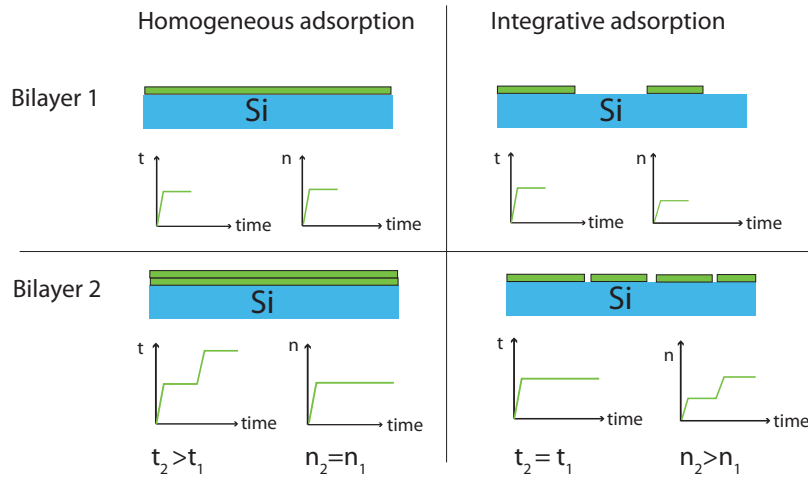 Homogeneous adsorption
Integrative adsorption
Bilayer 1
Si
Si
t
n
t
n
time
time
time
time
Bilayer 2
Si
Si
t
n
t
n
time
time
time
time
t₂>t₁
n₂=n₁
t₂ = t₁
n₂>n₁